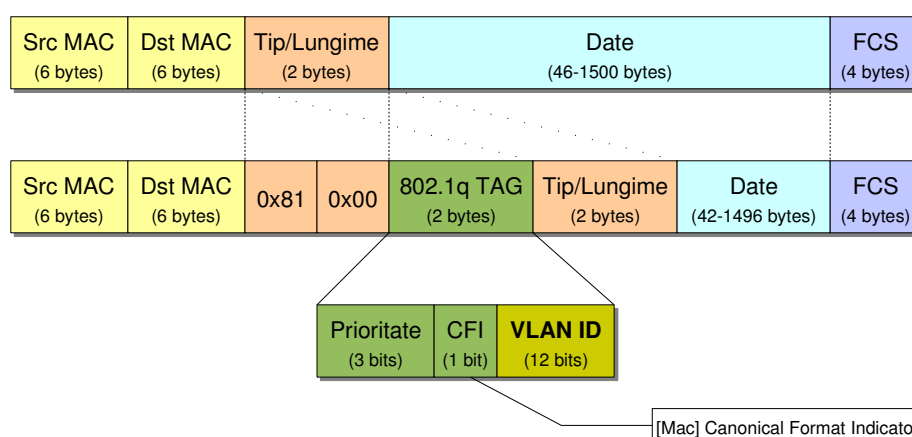 Src MAC
(6 bytes)
Dst MAC
(6 bytes)
Tip/Lungime
(2 bytes)
Date
(46-1500 bytes)
FCS
(4 bytes)
Src MAC
(6 bytes)
Dst MAC
(6 bytes)
0x81
0x00
802.1q TAG
(2 bytes)
Tip/Lungime
(2 bytes)
Date
(42-1496 bytes)
FCS
(4 bytes)
Prioritate
(3 bits)
CFI
(1 bit)
VLAN ID
(12 bits)
[Mac] Canonical Format Indicato